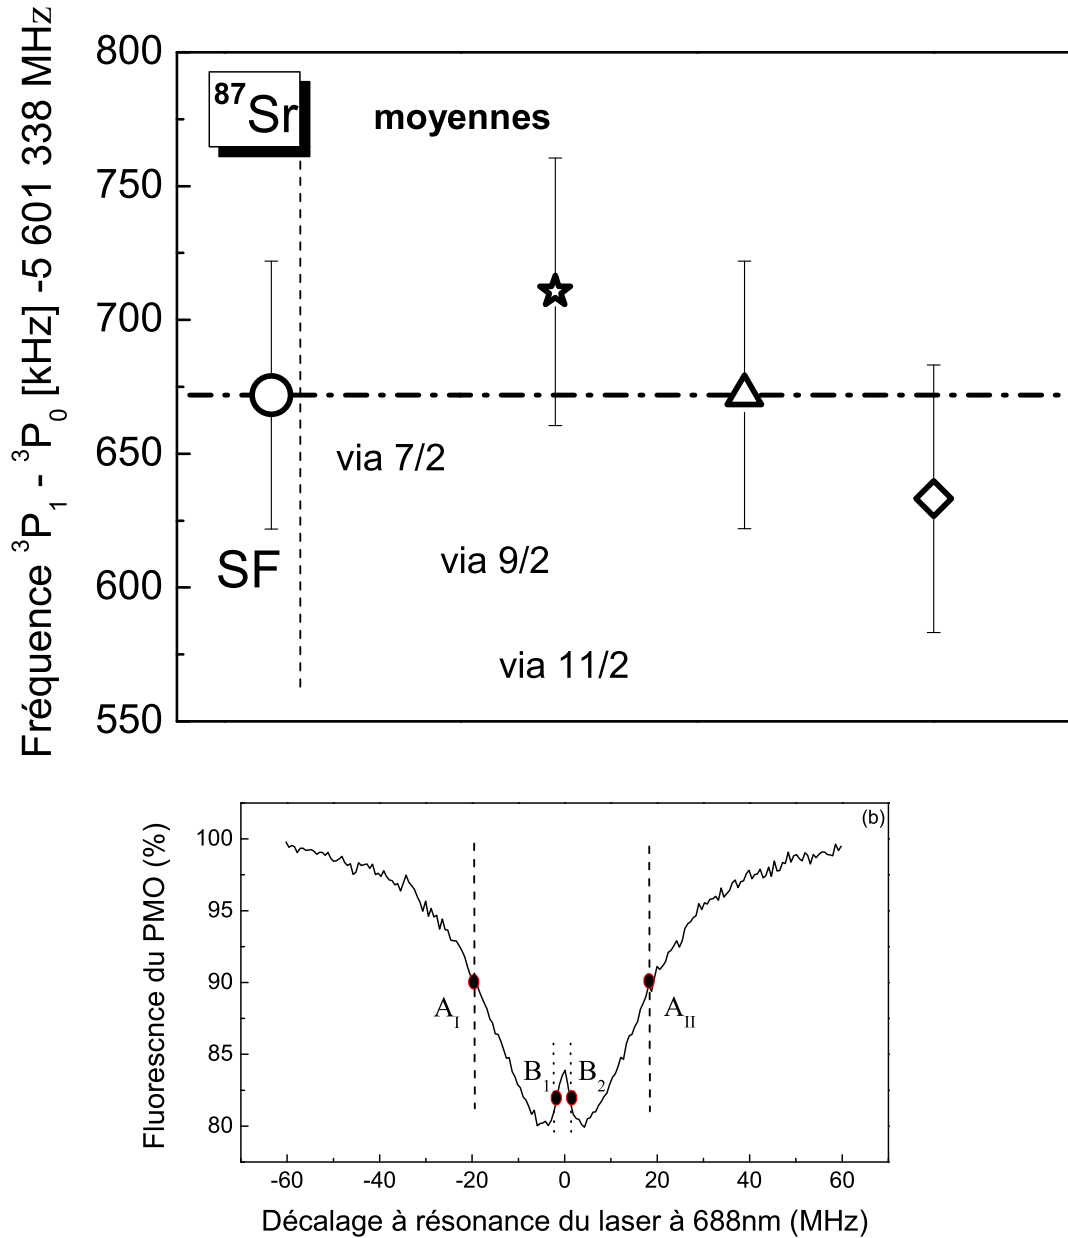 Fréquence ³P₁ - ³P₀ [kHz] -5 601 338 MHz
800
750
700
650
600
550
⁸⁷Sr
moyennes
via 7/2
SF
via 9/2
via 11/2
(b)
Fluorescnce du PMO (%)
100
95
90
85
80
A_I
A_II
B₁
B₂
-60 -40 -20 0 20 40 60
Décalage à résonance du laser à 688nm (MHz)